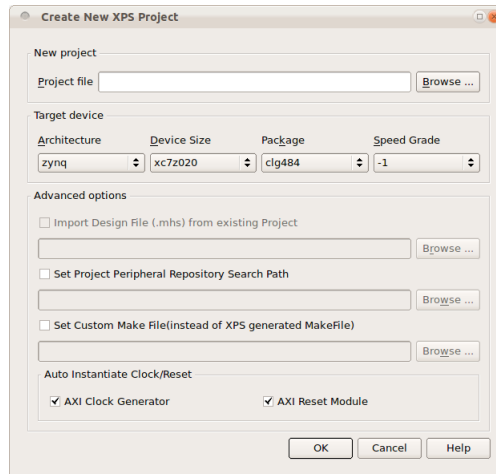 Create New XPS Project
New project
Project file Browse ...
Target device
Architecture Device Size Package Speed Grade
zynq xc7z020 clg484 -1
Advanced options
Import Design File (.mhs) from existing Project
Browse ...
Set Project Peripheral Repository Search Path
Browse ...
Set Custom Make File(instead of XPS generated MakeFile)
Browse ...
Auto Instantiate Clock/Reset
AXI Clock Generator AXI Reset Module
OK Cancel Help